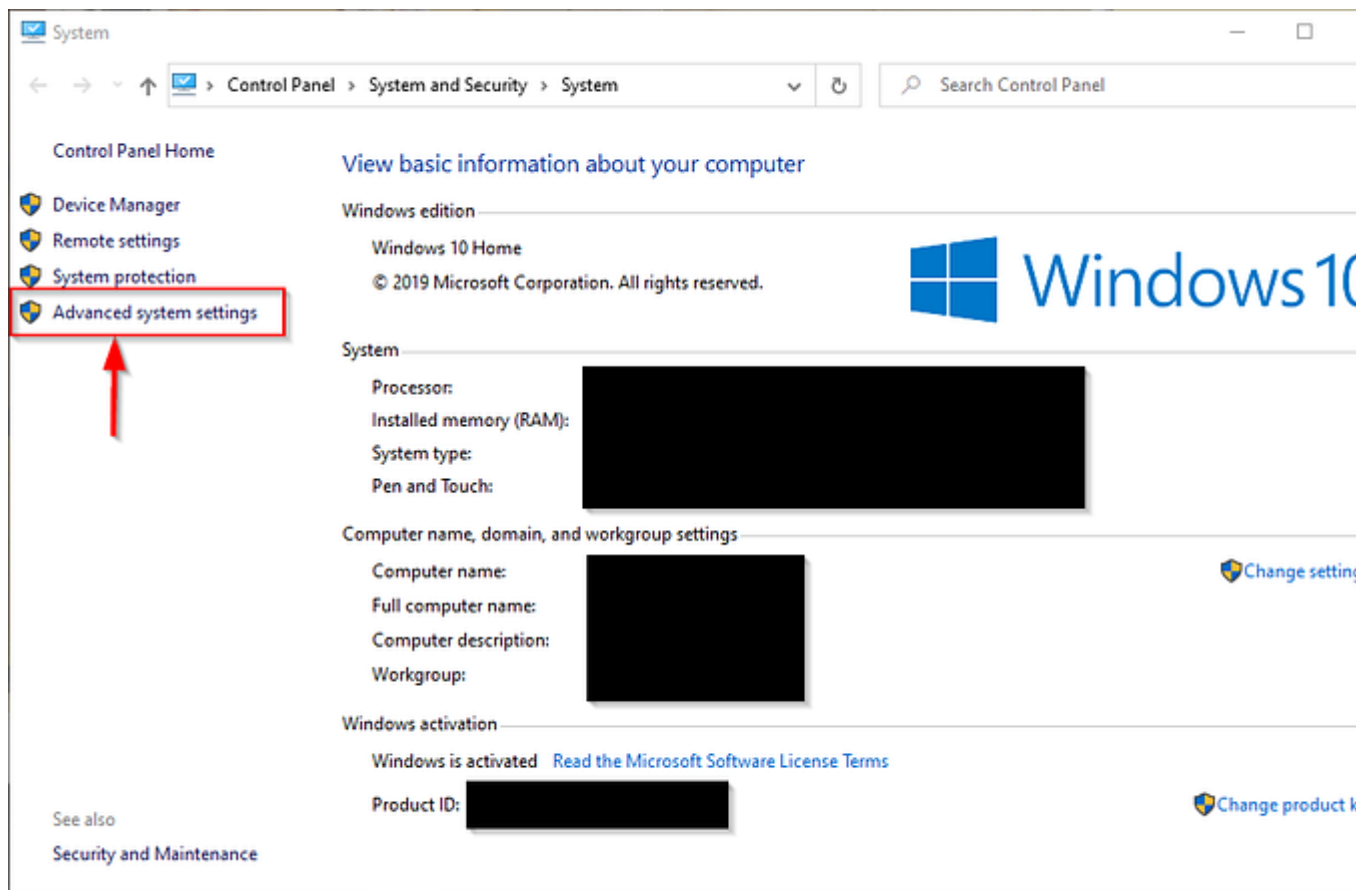 System
Control Panel > System and Security > System
Search Control Panel
Control Panel Home
Device Manager
Remote settings
System protection
Advanced system settings
See also
Security and Maintenance
View basic information about your computer
Windows edition
Windows 10 Home
© 2019 Microsoft Corporation. All rights reserved.
Windows 10
System
Processor:
Installed memory (RAM):
System type:
Pen and Touch:
Computer name, domain, and workgroup settings
Computer name:
Change setting
Full computer name:
Computer description:
Workgroup:
Windows activation
Windows is activated Read the Microsoft Software License Terms
Product ID:
Change product k